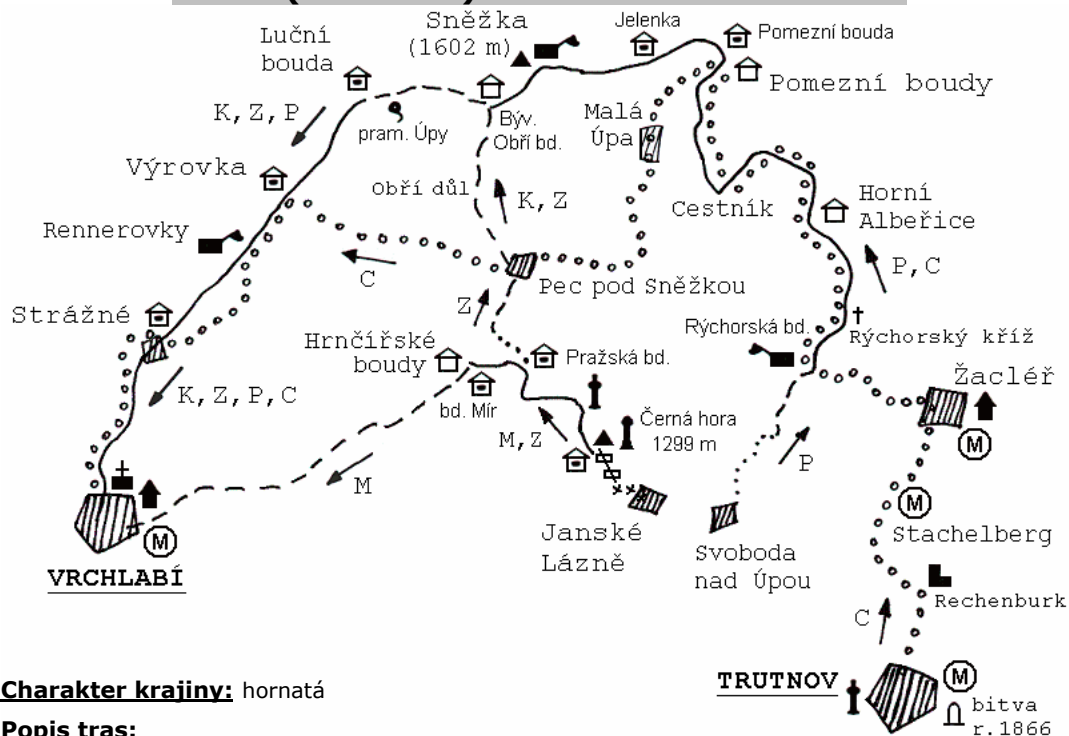 Sněžka
(1602 m)
Jelenka
Pomezní bouda
Luční
bouda
Pomezní boudy
K, Z, P
pram. Úpy
Býv.
Obří bd.
Malá
Úpa
Výrovka
Obří důl
K, Z
Cestník
Horní
Albeřice
Rennerovky
C
Pec pod Sněžkou
P, C
Z
Strážné
Hrnčířské
boudy
Pražská bd.
Rýchorská bd.
Rýchorský kříž
Žacléř
K, Z, P, C
bd. Mír
M, Z
Černá hora
1299 m
P
M
M
M
Stachelberg
M
Janské
Lázně
Svoboda
nad Úpou
VRCHLABÍ
Rechenburk
C
TRUTNOV
M
bitva
r.1866
Charakter krajiny: hornatá
Popis tras: